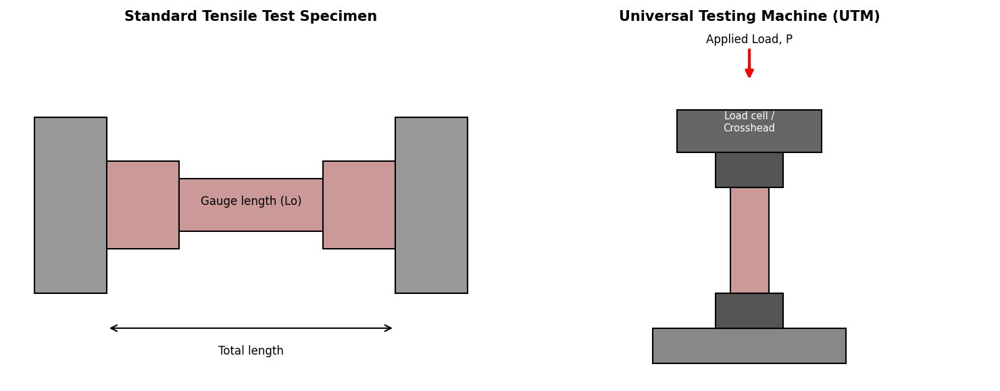 Standard Tensile Test Specimen
Gauge length (Lo)
Total length
Universal Testing Machine (UTM)
Applied Load, P
Load cell /
Crosshead